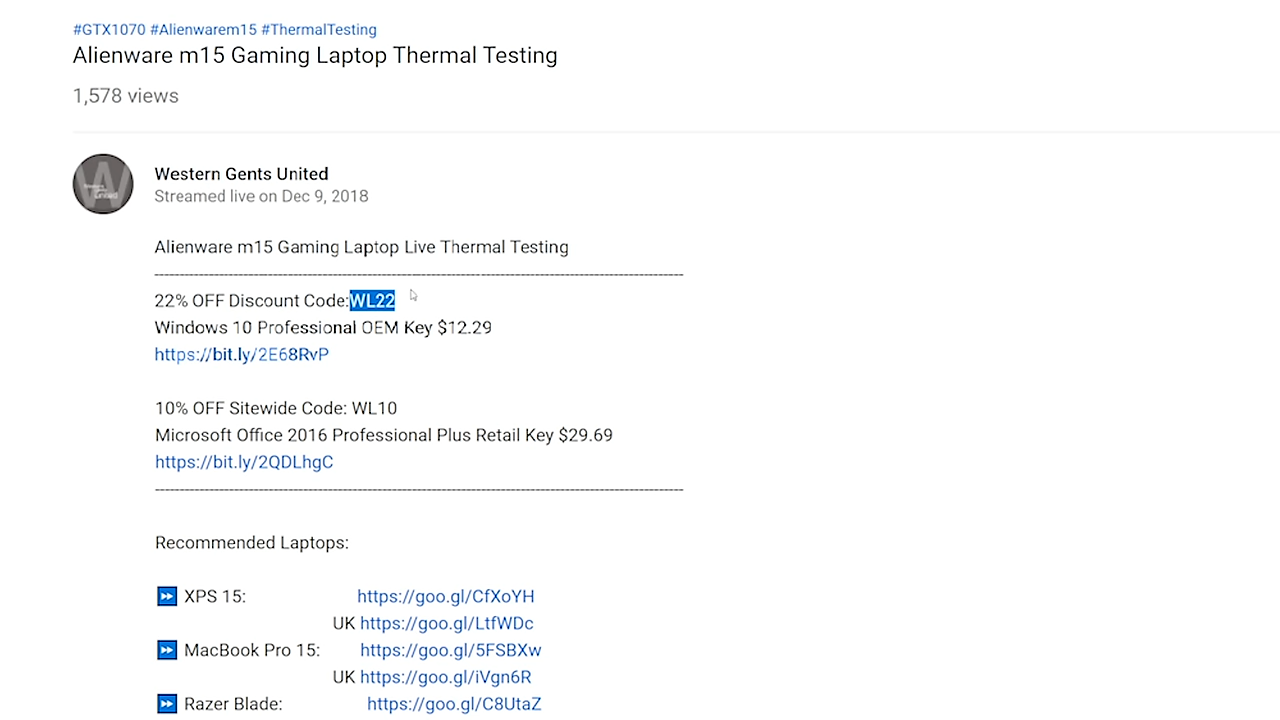 #GTX1070 #Alienwarem15 #ThermalTesting
Alienware m15 Gaming Laptop Thermal Testing
1,578 views
Western Gents United
Streamed live on Dec 9, 2018
Alienware m15 Gaming Laptop Live Thermal Testing
22% OFF Discount Code:WL22
Windows 10 Professional OEM Key $12.29
https://bit.ly/2E68RvP
10% OFF Sitewide Code: WL10
Microsoft Office 2016 Professional Plus Retail Key $29.69
https://bit.ly/2QDLhgC
Recommended Laptops:
XPS 15: https://goo.gl/CfXoYH
UK https://goo.gl/LtfWDc
MacBook Pro 15: https://goo.gl/5FSBXw
UK https://goo.gl/iVgn6R
Razer Blade: https://goo.gl/C8UtaZ